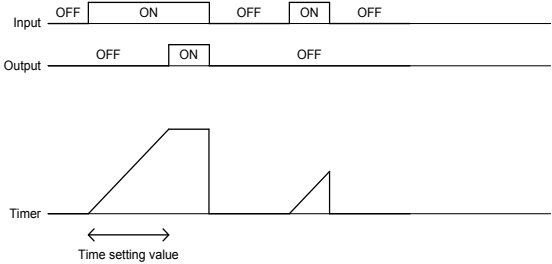 OFF ON OFF ON OFF
Input
OFF ON OFF
Output
Timer
Time setting value